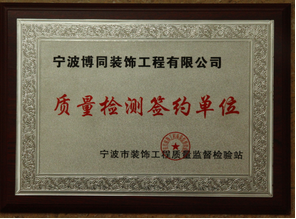 宁波博同装饰工程有限公司
质量检测签约单位
宁波市装饰工程质量监督检验站